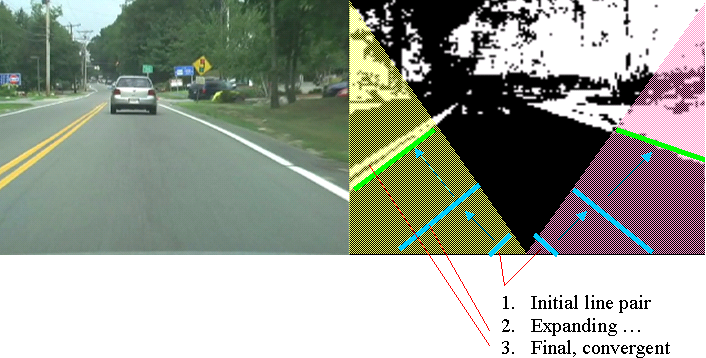 1. Initial line pair
2. Expanding …
3. Final, convergent